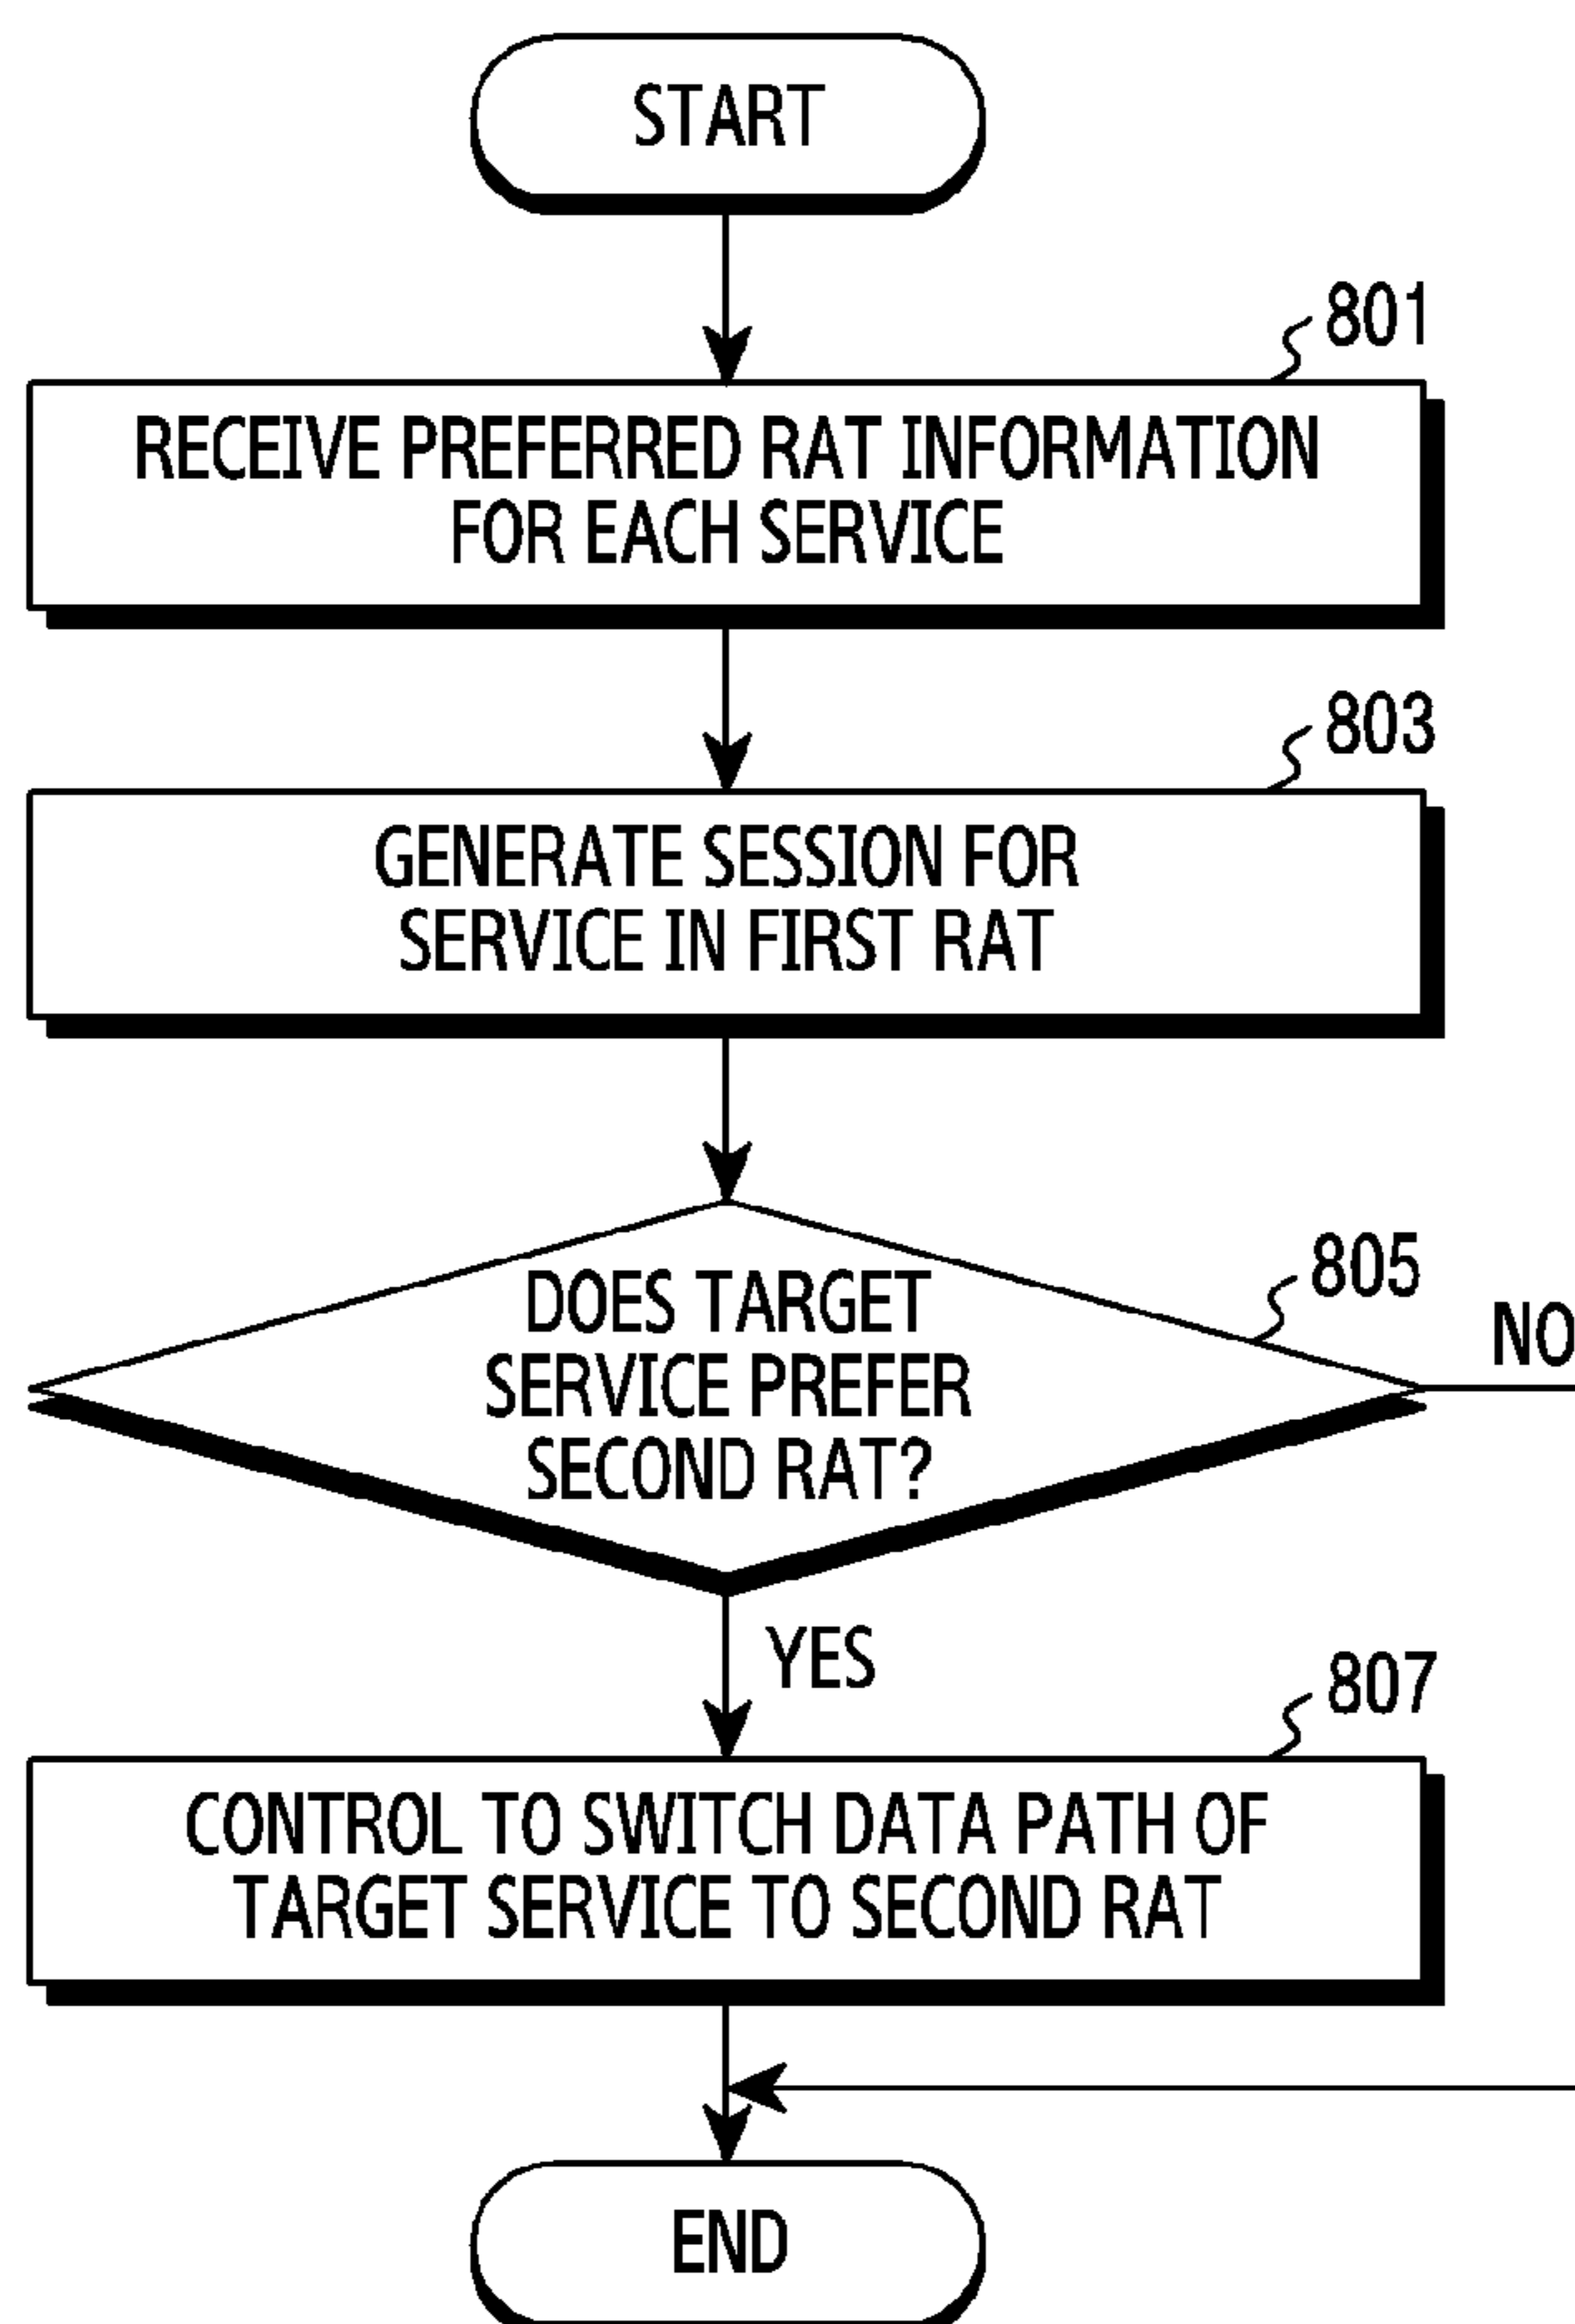 START
801
RECEIVE PREFERRED RAT INFORMATION
FOR EACH SERVICE
803
GENERATE SESSION FOR
SERVICE IN FIRST RAT
805
DOES TARGET
SERVICE PREFER
SECOND RAT?
NO
YES
807
CONTROL TO SWITCH DATA PATH OF
TARGET SERVICE TO SECOND RAT
END